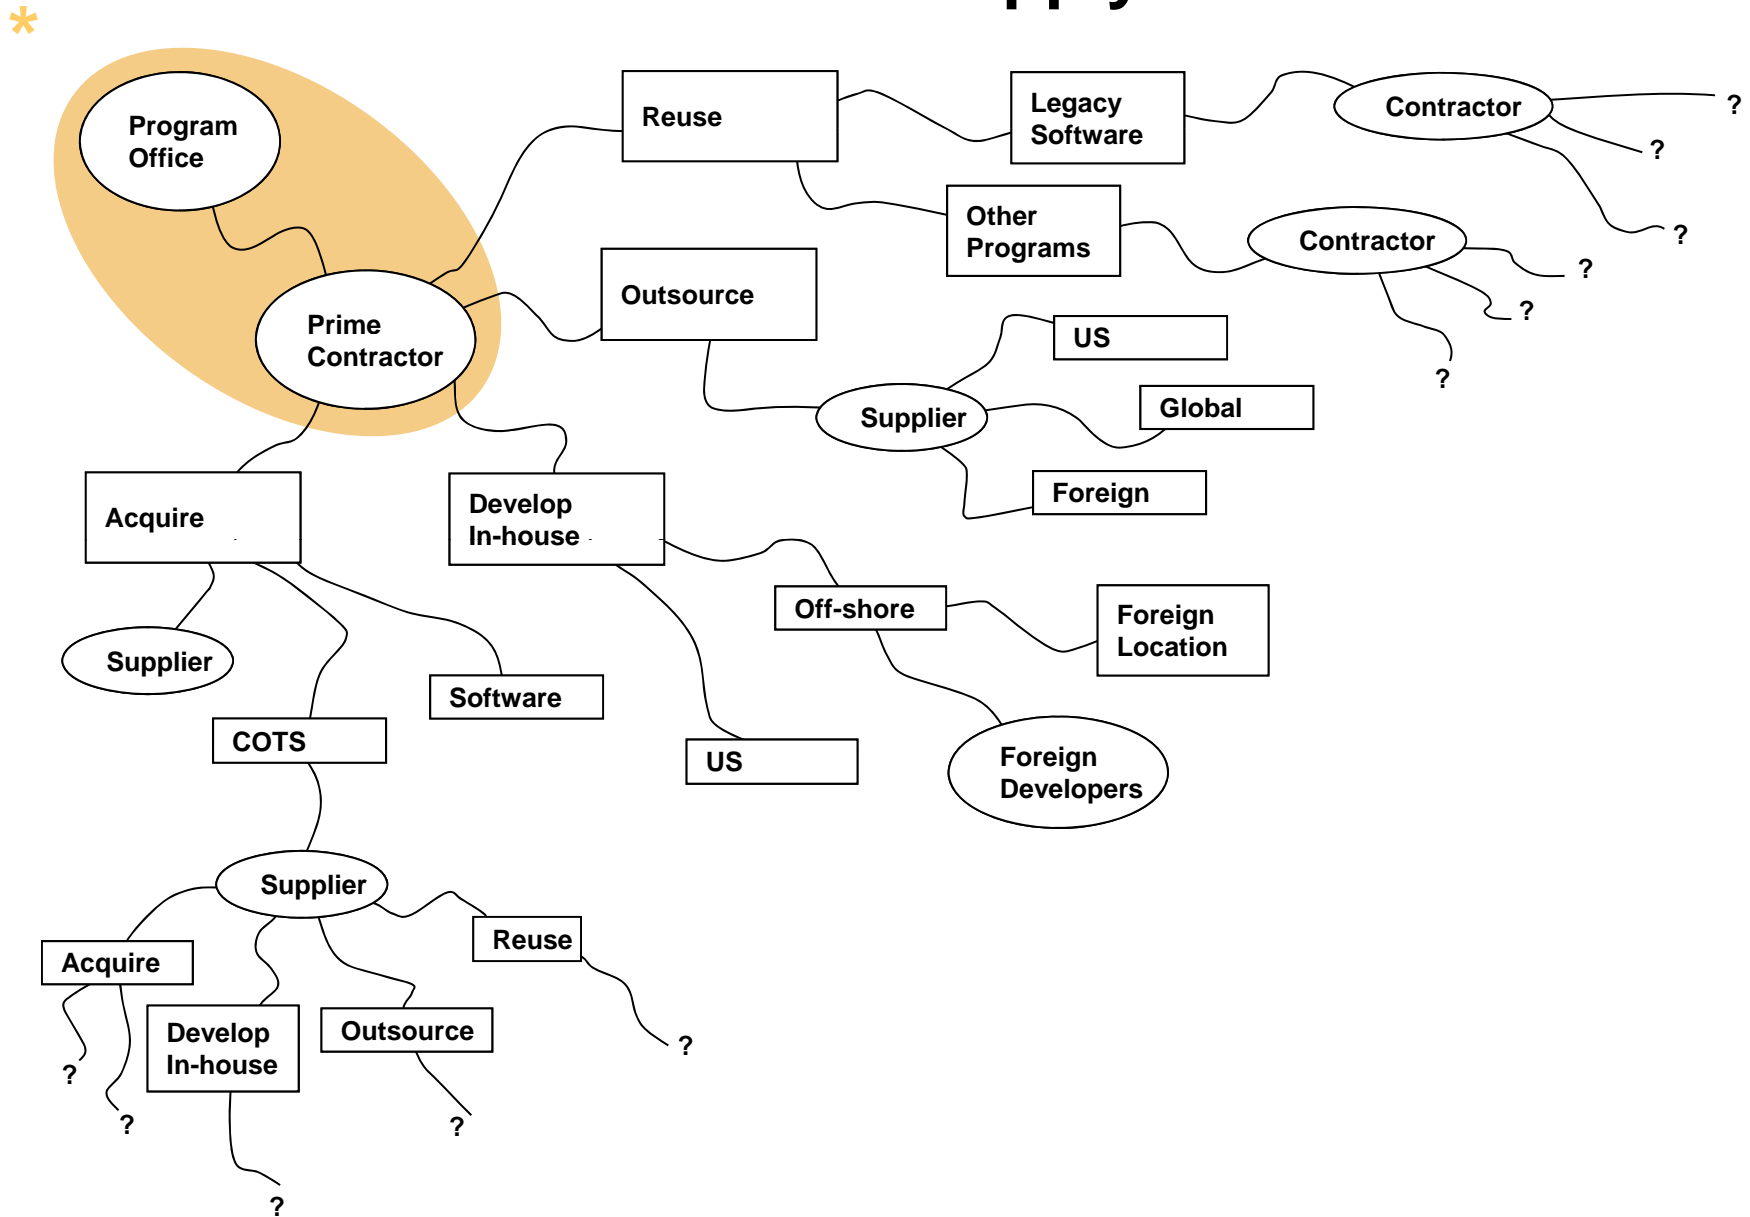 *
Program
Office
Reuse
Legacy
Software
Contractor
?
?
?
Other
Programs
Contractor
?
?
?
Prime
Contractor
Outsource
US
Supplier
Global
Foreign
Acquire
Develop
In-house
Off-shore
Foreign
Location
Supplier
Software
COTS
US
Foreign
Developers
Supplier
Reuse
?
Acquire
?
?
Develop
In-house
?
Outsource
?